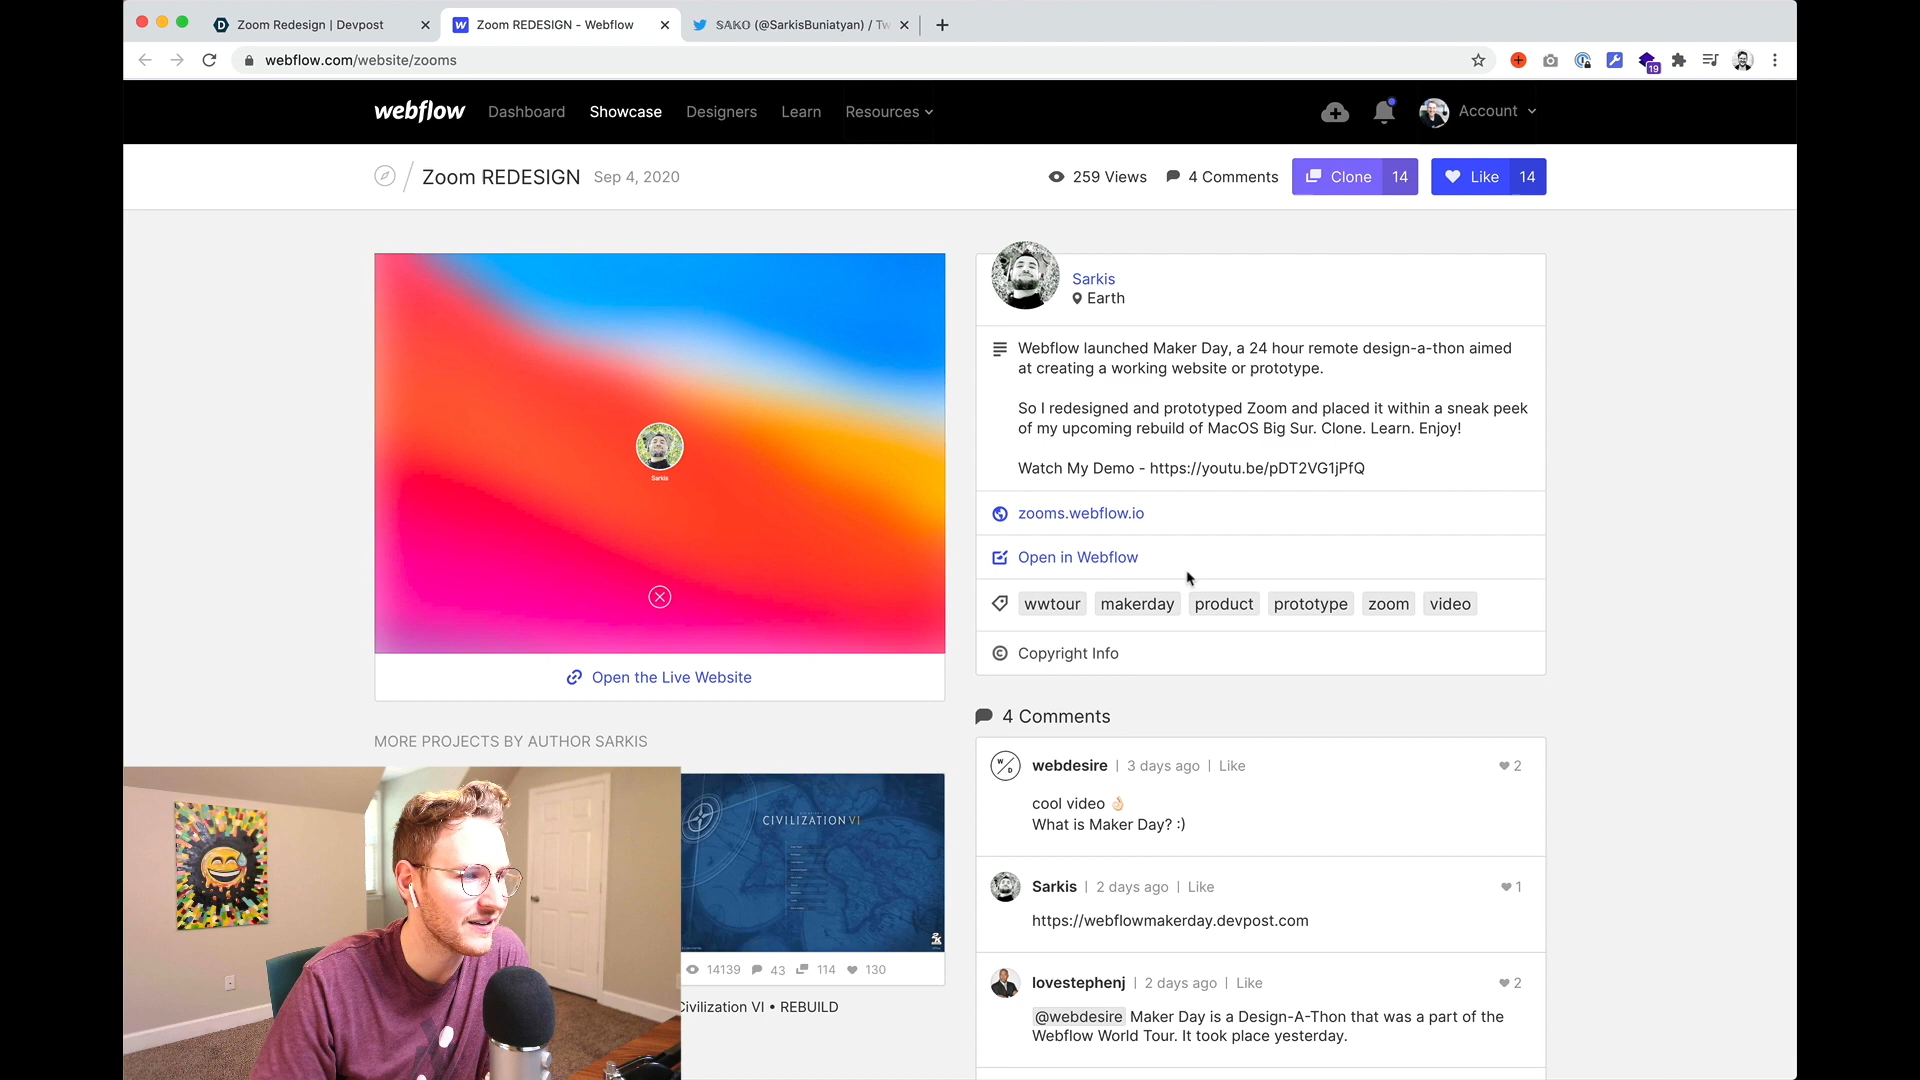 Zoom Redesign | Devpost
Zoom REDESIGN - Webflow
SAKO (@SarkisBuniatyan) / Tw
webflow.com/website/zooms
19
webflow
Dashboard
Showcase
Designers
Learn
Resources
Account
Zoom REDESIGN
Sep 4, 2020
259 Views
4 Comments
Clone 14
Like 14
Sarkis
Sarkis
Earth
Webflow launched Maker Day, a 24 hour remote design-a-thon aimed
at creating a working website or prototype.
So I redesigned and prototyped Zoom and placed it within a sneak peek
of my upcoming rebuild of MacOS Big Sur. Clone. Learn. Enjoy!
Watch My Demo - https://youtu.be/pDT2VG1jPfQ
zooms.webflow.io
Open in Webflow
wwtour makerday product prototype zoom video
Copyright Info
Open the Live Website
MORE PROJECTS BY AUTHOR SARKIS
CIVILIZATION VI
2K
14139 43 114 130
Civilization VI • REBUILD
4 Comments
W/D
webdesire | 3 days ago | Like
2
cool video 👌🏻
What is Maker Day? :)
Sarkis | 2 days ago | Like
1
https://webflowmakerday.devpost.com
lovestephenj | 2 days ago | Like
2
@webdesire Maker Day is a Design-A-Thon that was a part of the
Webflow World Tour. It took place yesterday.